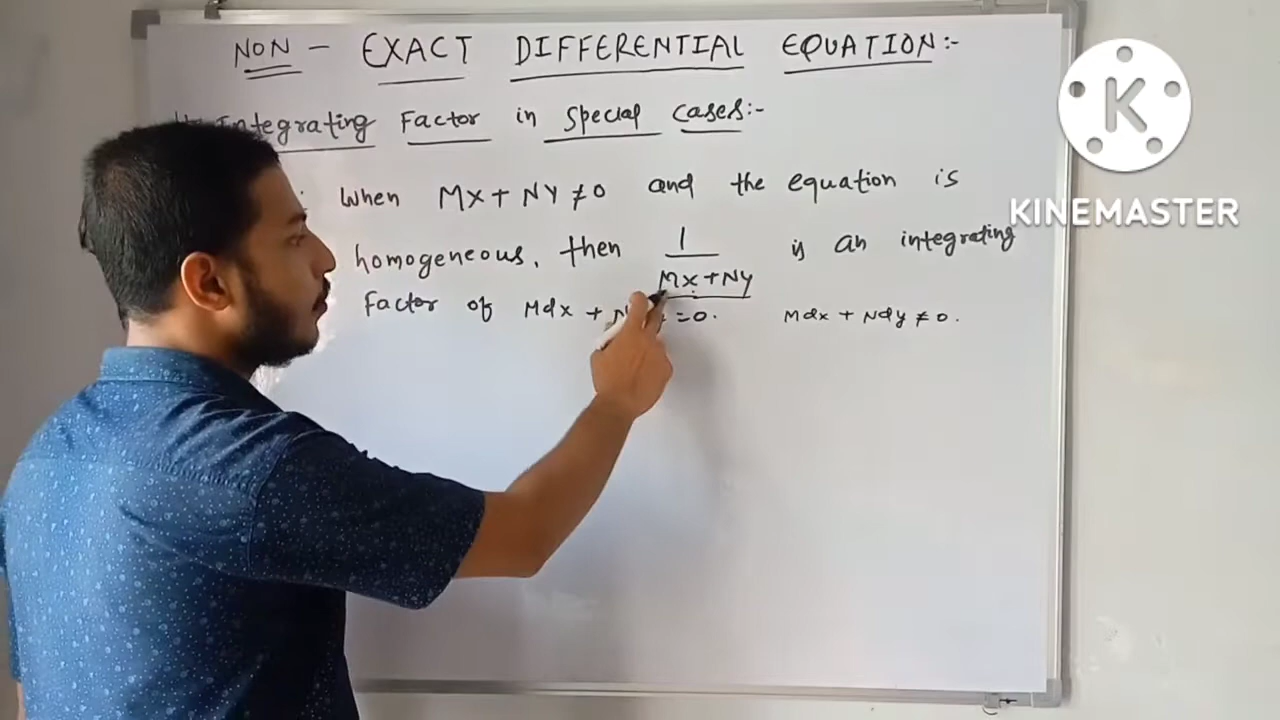 NON - EXACT DIFFERENTIAL EQUATION:-
Integrating Factor in Special Cases:-
When Mx + Ny ≠ 0 and the equation is
homogeneous, then 1/(Mx+Ny) is an integrating
Factor of Mdx + N = 0. Mdx + Ndy ≠ 0.
K
KINEMASTER